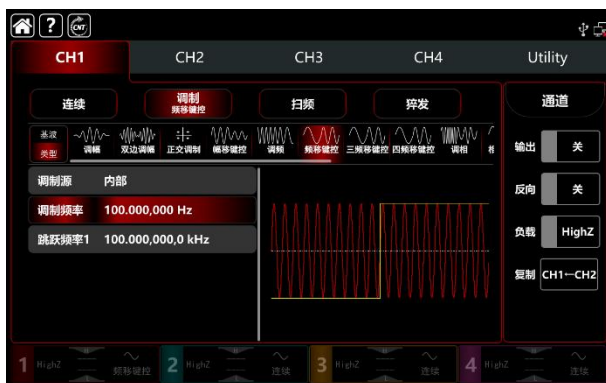 ? CNT
CH1 CH2 CH3 CH4 Utility
连续 调制 扫频 猝发 通道
频移键控
基波 类型 调幅 双边调幅 正交调制 幅移键控 调频 频移键控 三频移键控 四频移键控 调相
输出 关
调制源 内部
反向 关
调制频率 100.000,000 Hz
负载 HighZ
跳跃频率1 100.000,000,0 kHz
复制 CH1←CH2
1 HighZ 频移键控 2 HighZ 连续 3 HighZ 连续 4 HighZ 连续